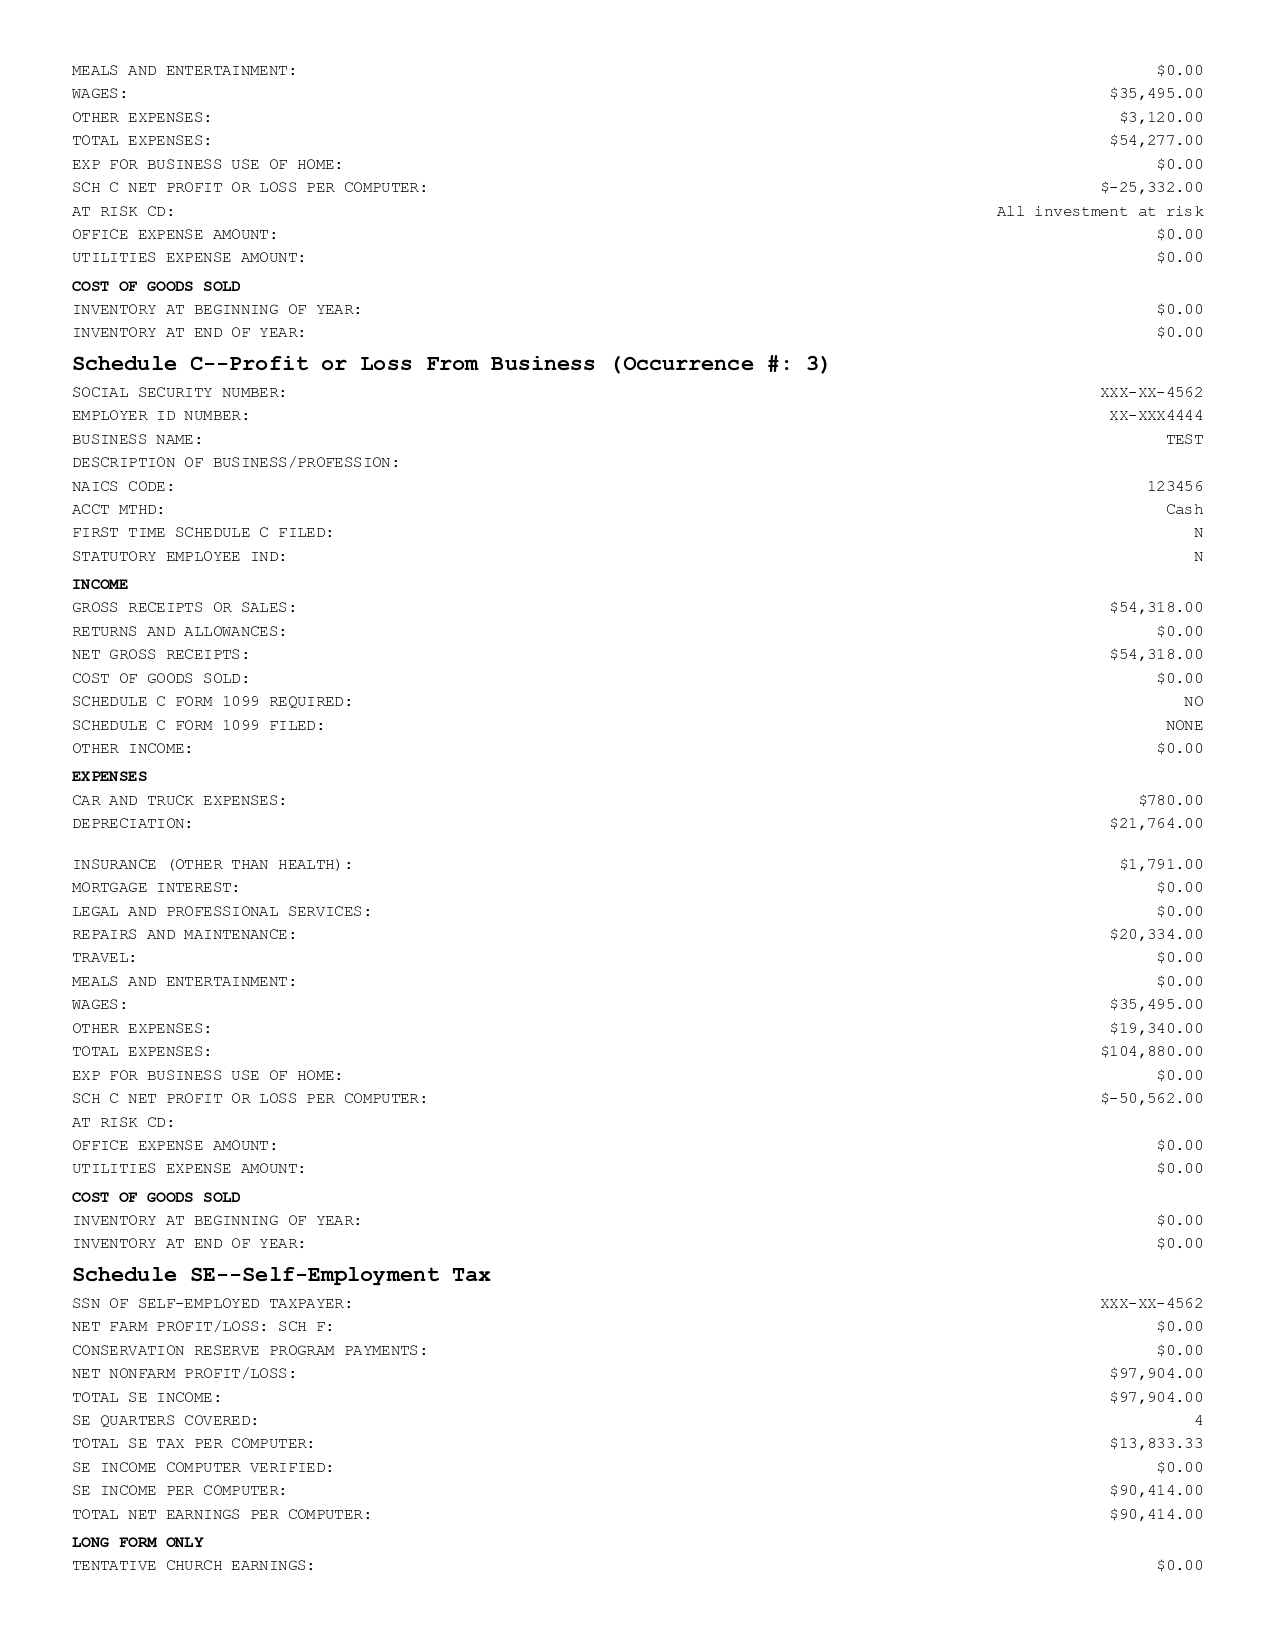 MEALS AND ENTERTAINMENT: $0.00
WAGES: $35,495.00
OTHER EXPENSES: $3,120.00
TOTAL EXPENSES: $54,277.00
EXP FOR BUSINESS USE OF HOME: $0.00
SCH C NET PROFIT OR LOSS PER COMPUTER: $-25,332.00
AT RISK CD: All investment at risk
OFFICE EXPENSE AMOUNT: $0.00
UTILITIES EXPENSE AMOUNT: $0.00
COST OF GOODS SOLD
INVENTORY AT BEGINNING OF YEAR: $0.00
INVENTORY AT END OF YEAR: $0.00
Schedule C--Profit or Loss From Business (Occurrence #: 3)
SOCIAL SECURITY NUMBER: XXX-XX-4562
EMPLOYER ID NUMBER: XX-XXX4444
BUSINESS NAME: TEST
DESCRIPTION OF BUSINESS/PROFESSION:
NAICS CODE: 123456
ACCT MTHD: Cash
FIRST TIME SCHEDULE C FILED: N
STATUTORY EMPLOYEE IND: N
INCOME
GROSS RECEIPTS OR SALES: $54,318.00
RETURNS AND ALLOWANCES: $0.00
NET GROSS RECEIPTS: $54,318.00
COST OF GOODS SOLD: $0.00
SCHEDULE C FORM 1099 REQUIRED: NO
SCHEDULE C FORM 1099 FILED: NONE
OTHER INCOME: $0.00
EXPENSES
CAR AND TRUCK EXPENSES: $780.00
DEPRECIATION: $21,764.00
INSURANCE (OTHER THAN HEALTH): $1,791.00
MORTGAGE INTEREST: $0.00
LEGAL AND PROFESSIONAL SERVICES: $0.00
REPAIRS AND MAINTENANCE: $20,334.00
TRAVEL: $0.00
MEALS AND ENTERTAINMENT: $0.00
WAGES: $35,495.00
OTHER EXPENSES: $19,340.00
TOTAL EXPENSES: $104,880.00
EXP FOR BUSINESS USE OF HOME: $0.00
SCH C NET PROFIT OR LOSS PER COMPUTER: $-50,562.00
AT RISK CD:
OFFICE EXPENSE AMOUNT: $0.00
UTILITIES EXPENSE AMOUNT: $0.00
COST OF GOODS SOLD
INVENTORY AT BEGINNING OF YEAR: $0.00
INVENTORY AT END OF YEAR: $0.00
Schedule SE--Self-Employment Tax
SSN OF SELF-EMPLOYED TAXPAYER: XXX-XX-4562
NET FARM PROFIT/LOSS: SCH F: $0.00
CONSERVATION RESERVE PROGRAM PAYMENTS: $0.00
NET NONFARM PROFIT/LOSS: $97,904.00
TOTAL SE INCOME: $97,904.00
SE QUARTERS COVERED: 4
TOTAL SE TAX PER COMPUTER: $13,833.33
SE INCOME COMPUTER VERIFIED: $0.00
SE INCOME PER COMPUTER: $90,414.00
TOTAL NET EARNINGS PER COMPUTER: $90,414.00
LONG FORM ONLY
TENTATIVE CHURCH EARNINGS: $0.00